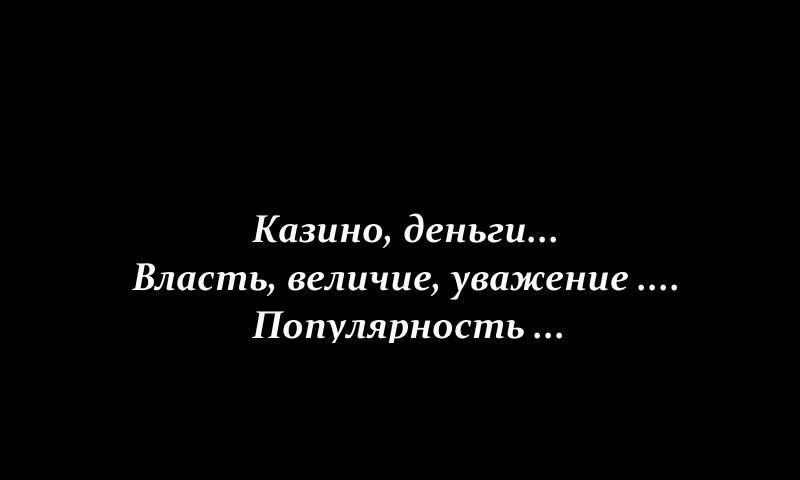 Казино, деньги...
Власть, величие, уважение ....
Популярность ...